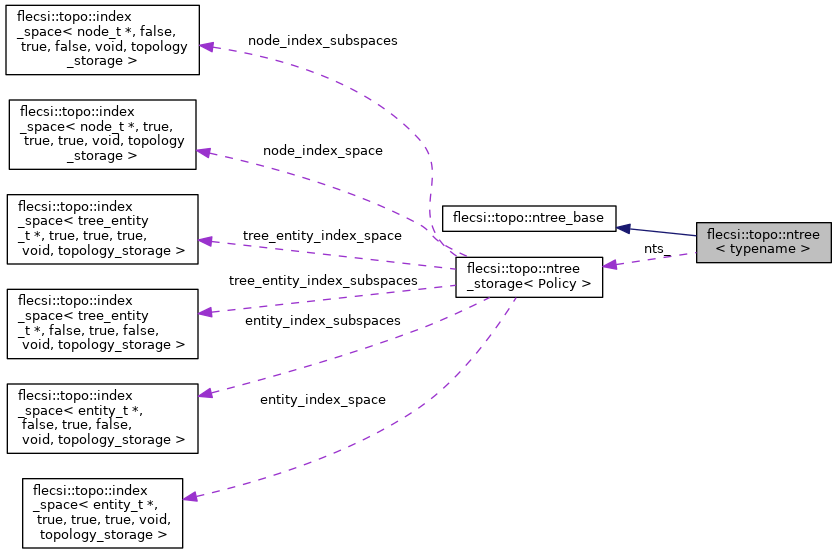 flecsi::topo::index
_space< node_t *, false,
true, false, void, topology
_storage >
node_index_subspaces
flecsi::topo::index
_space< node_t *, true,
true, true, void, topology
_storage >
node_index_space
flecsi::topo::index
_space< tree_entity
_t *, true, true, true,
void, topology_storage >
tree_entity_index_space
flecsi::topo::ntree_base
flecsi::topo::ntree
< typename >
nts_
flecsi::topo::ntree
_storage< Policy >
tree_entity_index_subspaces
flecsi::topo::index
_space< tree_entity
_t *, false, true, false,
void, topology_storage >
entity_index_subspaces
flecsi::topo::index
_space< entity_t *,
false, true, false,
void, topology_storage >
entity_index_space
flecsi::topo::index
_space< entity_t *,
true, true, true, void,
topology_storage >